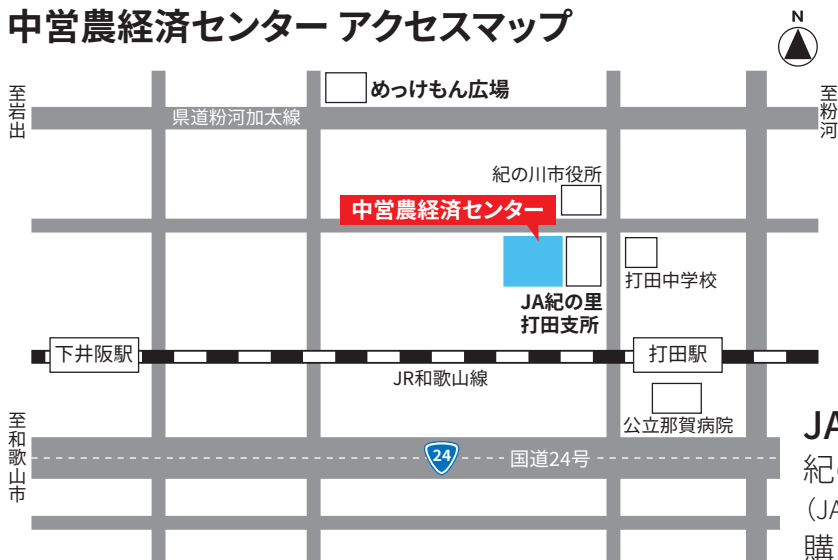 中営農経済センター アクセスマップ
N
至岩出
めっけもん広場
至粉河
県道粉河加太線
紀の川市役所
中営農経済センター
打田中学校
JA紀の里
打田支所
下井阪駅
打田駅
JR和歌山線
公立那賀病院
至和歌山市
24
国道24号
JA
紀
(JA
購